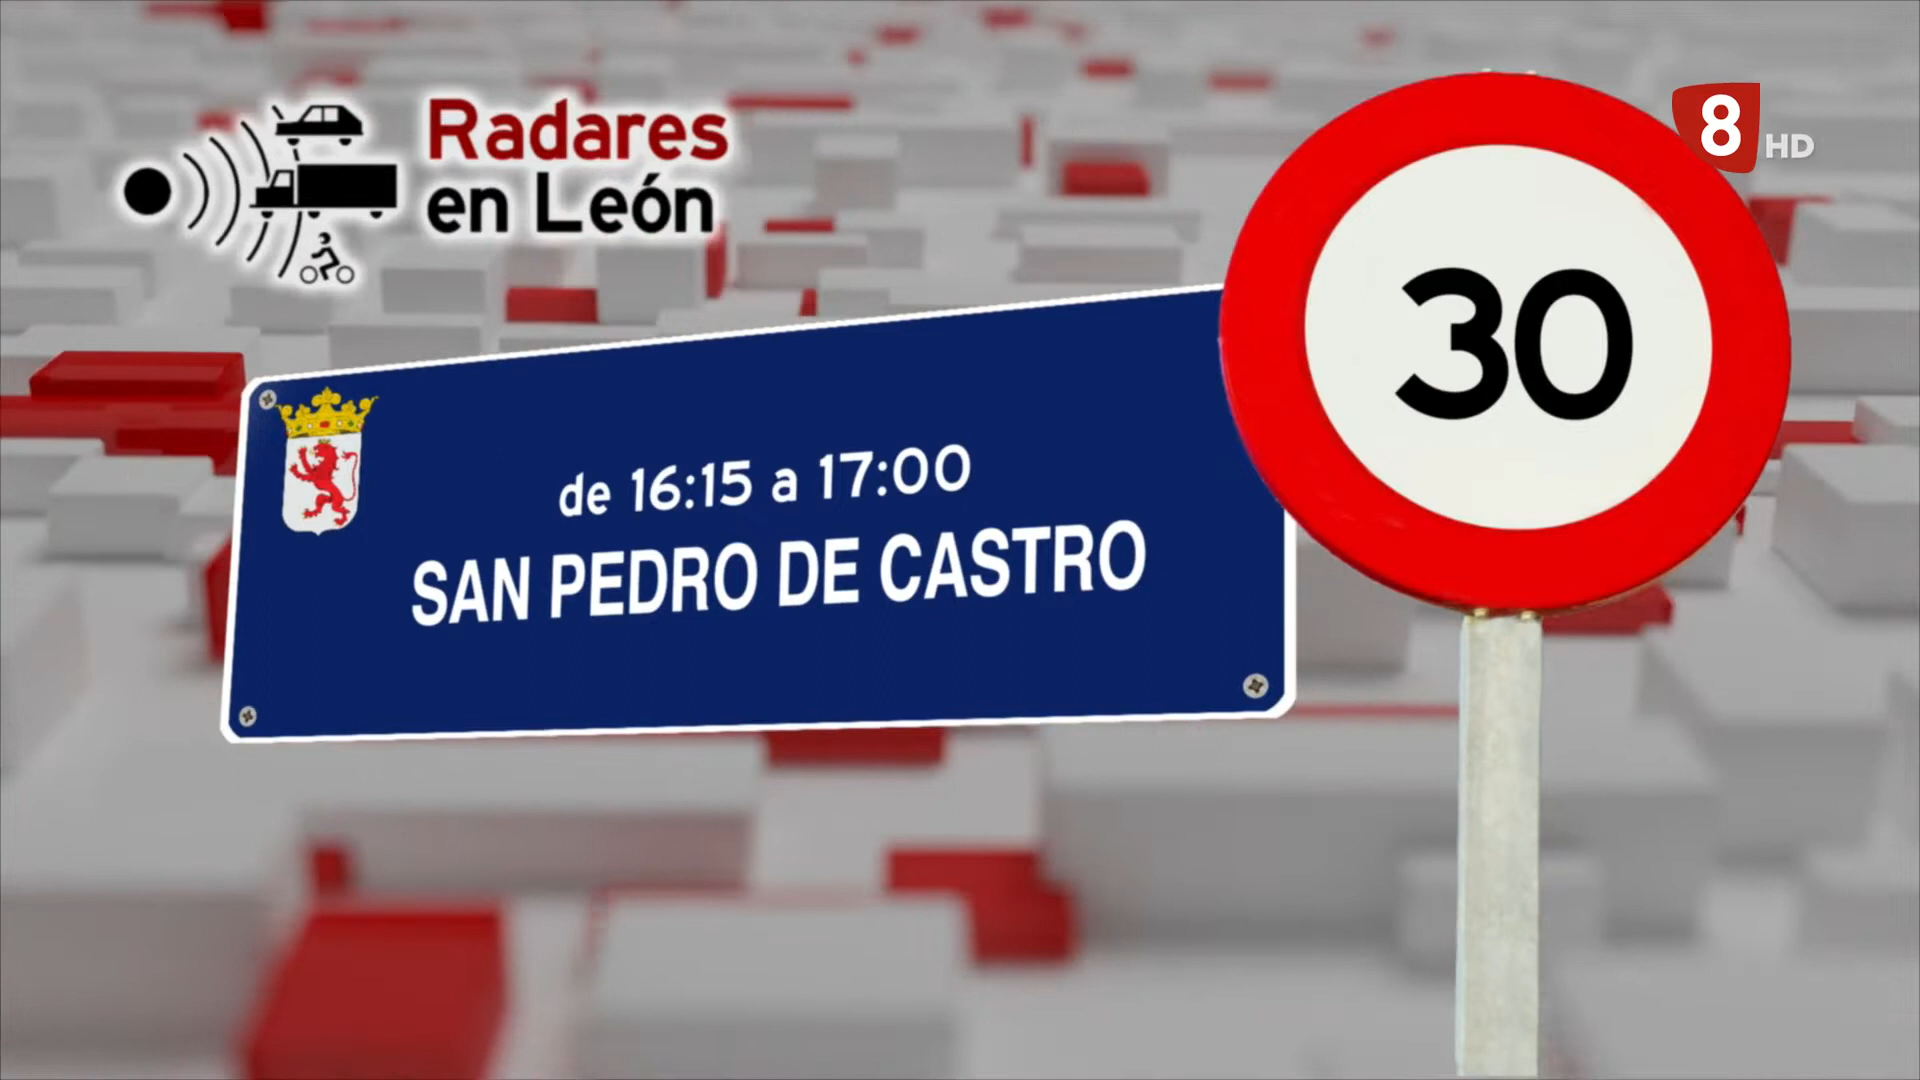 Radares
en León
8 HD
30
de 16:15 a 17:00
SAN PEDRO DE CASTRO